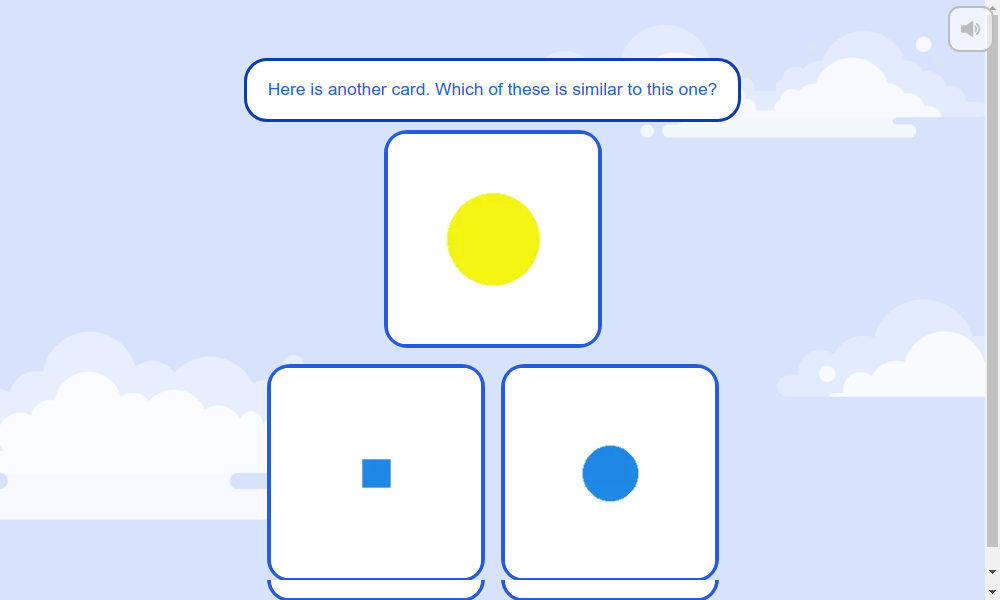 Here is another card. Which of these is similar to this one?